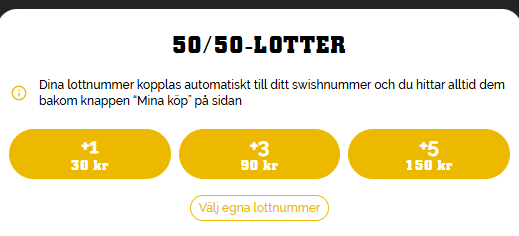 50/50-LOTTER
Dina lottnummer kopplas automatiskt till ditt swishnummer och du hittar alltid dem
bakom knappen “Mina köp” på sidan
+1 +3 +5
30 kr 90 kr 150 kr
Välj egna lottnummer